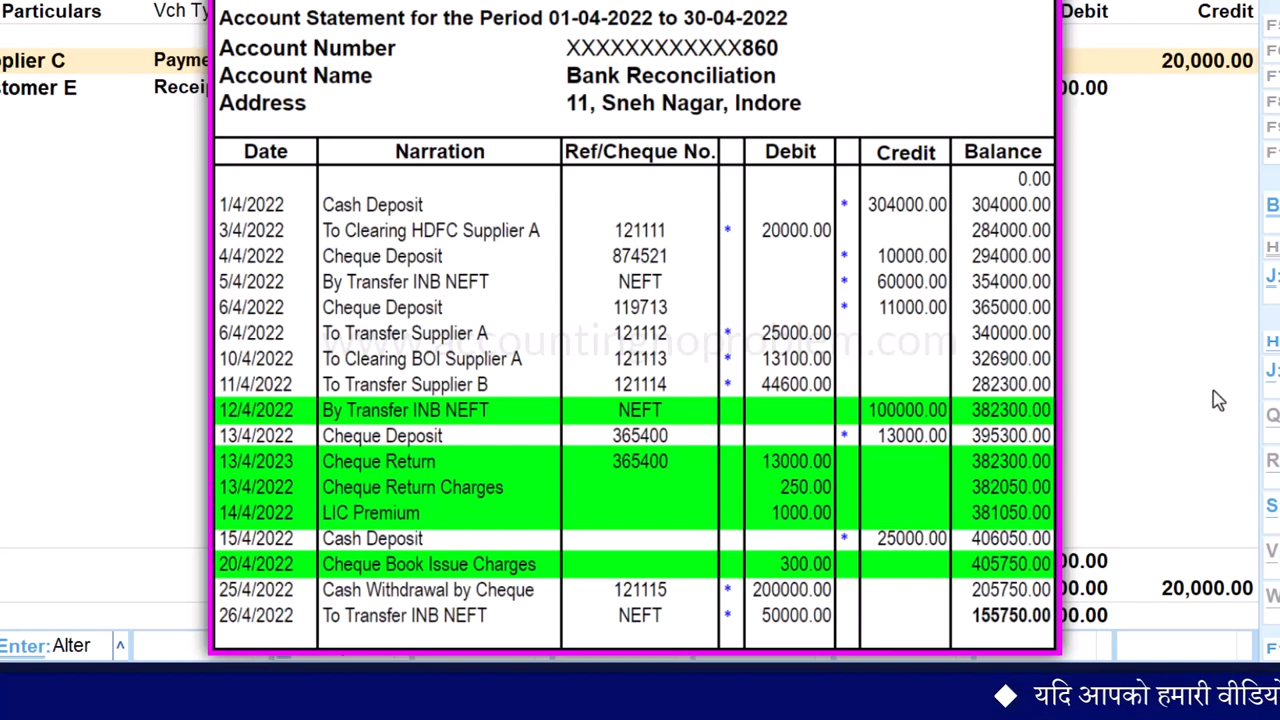 Particulars Vch Ty Account Statement for the Period 01-04-2022 to 30-04-2022 Debit Credit
Account Number XXXXXXXXXXXX860
plier C Payme 20,000.00
Account Name Bank Reconciliation
tomer E Recei 00.00
Address 11, Sneh Nagar, Indore
Date Narration Ref/Cheque No. Debit Credit Balance
0.00
1/4/2022 Cash Deposit * 304000.00 304000.00
3/4/2022 To Clearing HDFC Supplier A 121111 * 20000.00 284000.00
4/4/2022 Cheque Deposit 874521 * 10000.00 294000.00
5/4/2022 By Transfer INB NEFT NEFT * 60000.00 354000.00
6/4/2022 Cheque Deposit 119713 * 11000.00 365000.00
6/4/2022 To Transfer Supplier A 121112 * 25000.00 340000.00
www.accountingnoproblem.com
10/4/2022 To Clearing BOI Supplier A 121113 * 13100.00 326900.00
11/4/2022 To Transfer Supplier B 121114 * 44600.00 282300.00
12/4/2022 By Transfer INB NEFT NEFT 100000.00 382300.00
13/4/2022 Cheque Deposit 365400 * 13000.00 395300.00
13/4/2023 Cheque Return 365400 13000.00 382300.00
13/4/2022 Cheque Return Charges 250.00 382050.00
14/4/2022 LIC Premium 1000.00 381050.00
15/4/2022 Cash Deposit * 25000.00 406050.00
20/4/2022 Cheque Book Issue Charges 300.00 405750.00 00.00
25/4/2022 Cash Withdrawal by Cheque 121115 * 200000.00 205750.00 00.00 20,000.00
26/4/2022 To Transfer INB NEFT NEFT * 50000.00 155750.00 00.00
Enter: Alter ^
◆ यदि आपको हमारी वीडियो